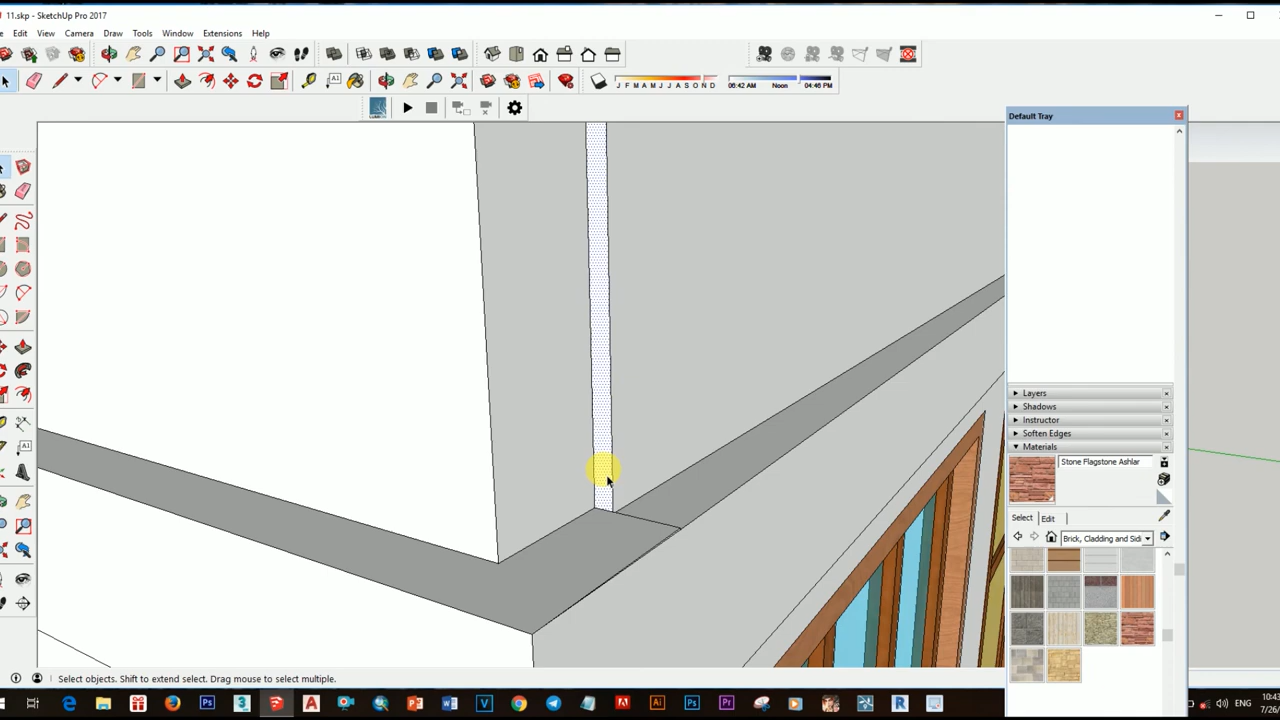 11.skp - SketchUp Pro 2017
Edit View Camera Draw Tools Window Extensions Help
J F M A M J J A S O N D 06:42 AM Noon 04:46 PM
Default Tray
Layers
Shadows
Instructor
Soften Edges
Materials
Stone Flagstone Ashlar
Select Edit
Brick, Cladding and Sidi
Select objects. Shift to extend select. Drag mouse to select multiple.
ENG
10:43
7/26/